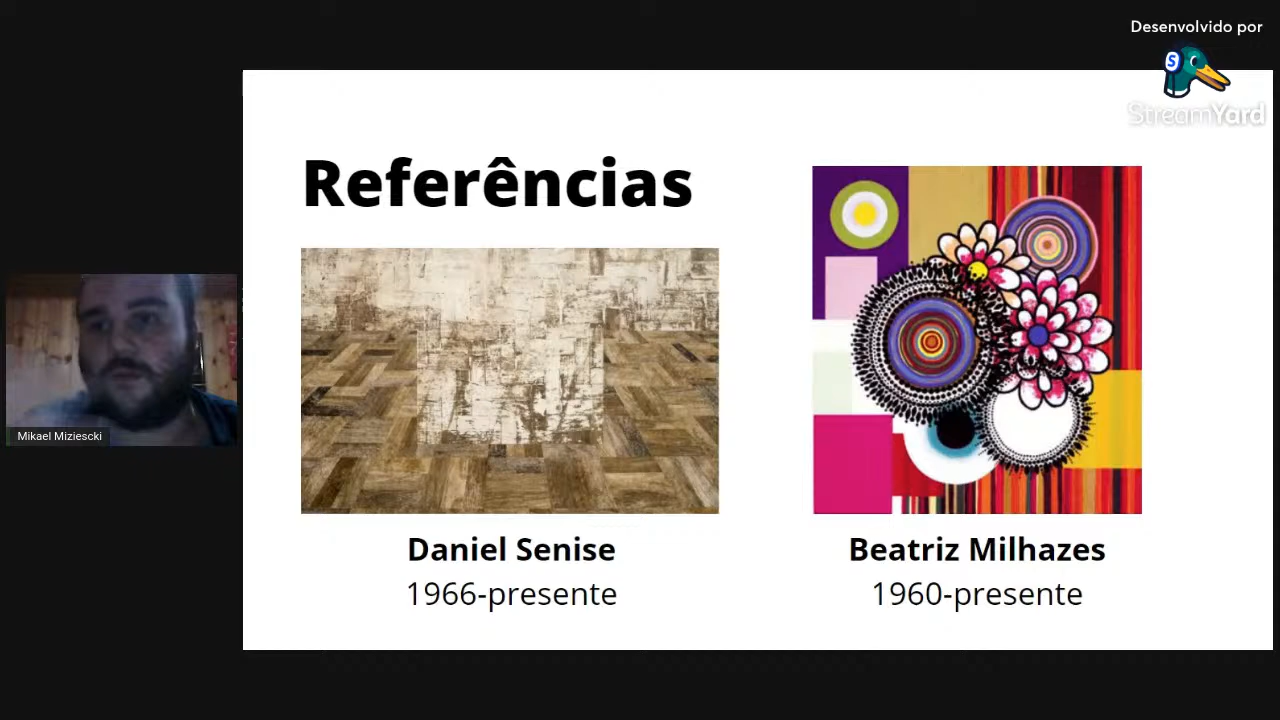 Desenvolvido por
S
StreamYard
Referências
Mikael Miziescki
Daniel Senise
1966-presente
Beatriz Milhazes
1960-presente